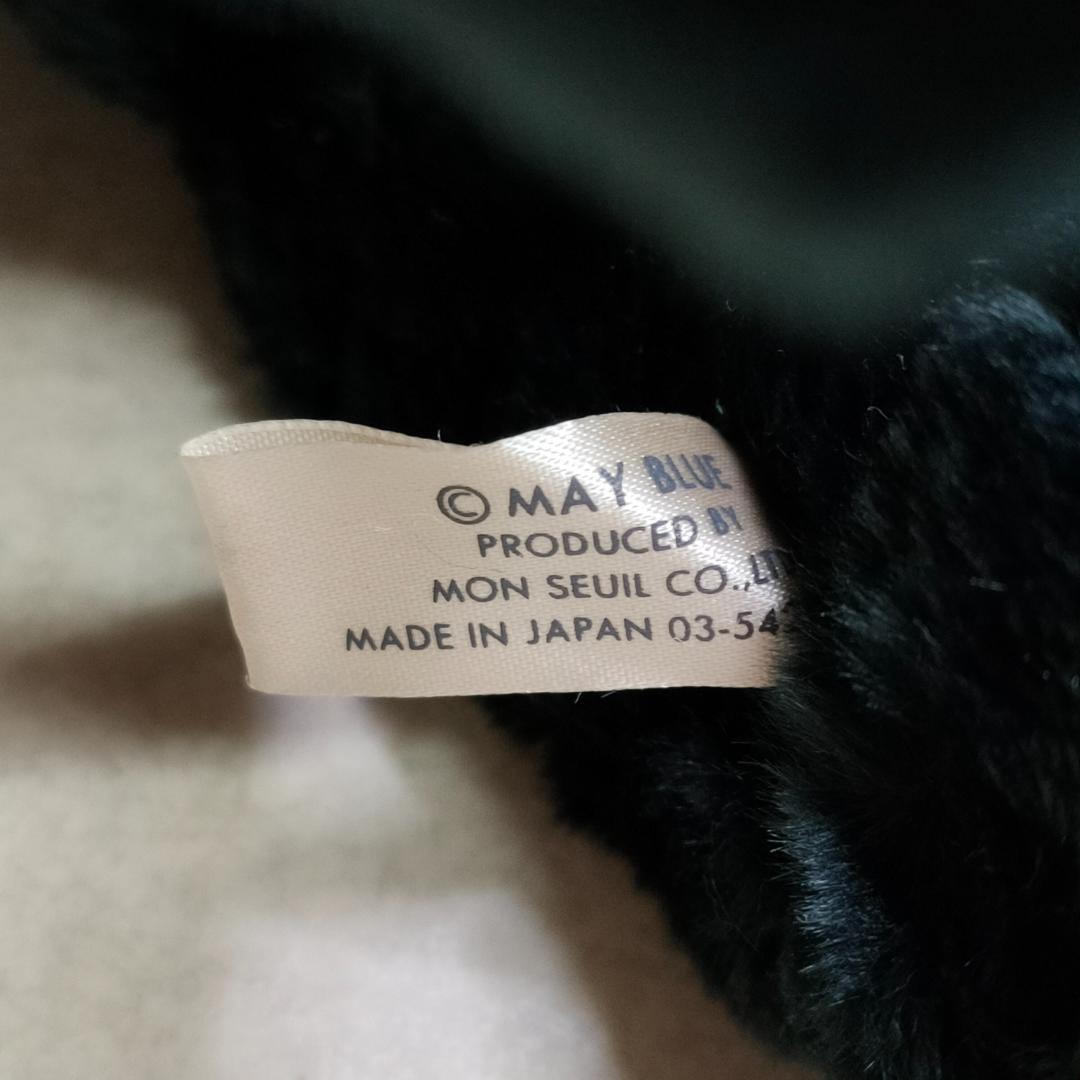 © MAY BLUE
PRODUCED BY
MON SEUIL CO.,
MADE IN JAPAN